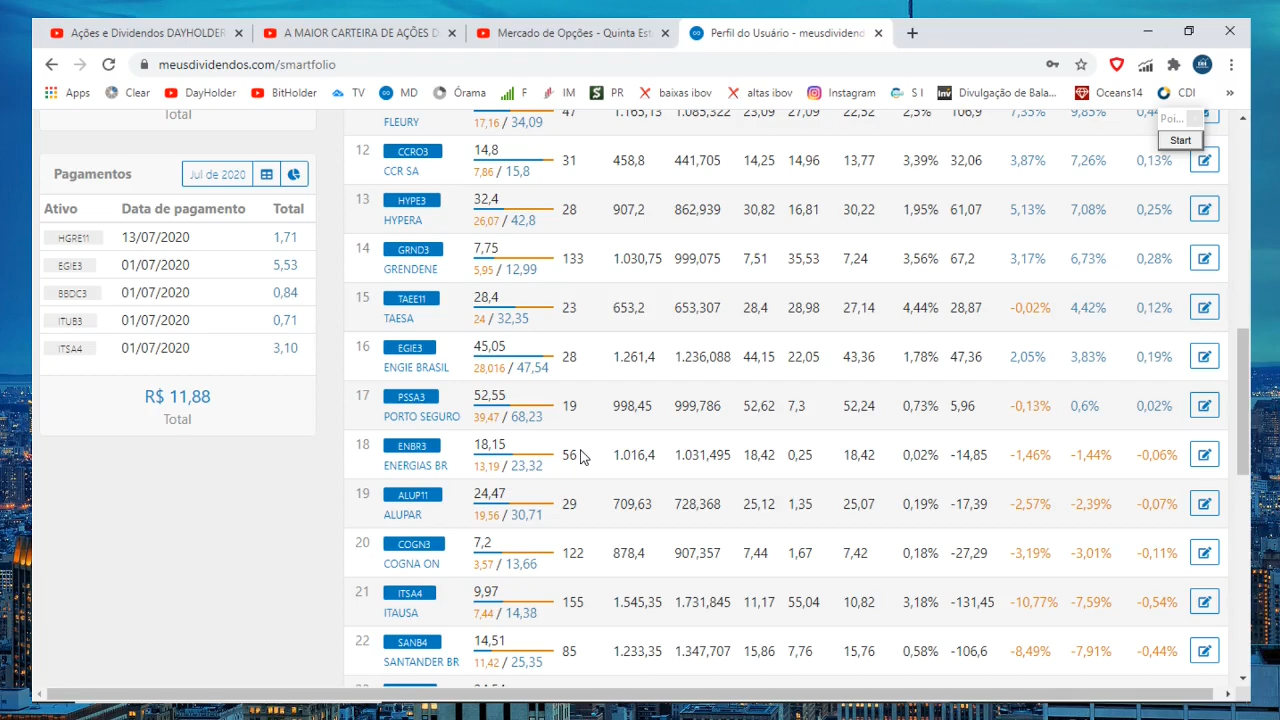 Ações e Dividendos DAYHOLDER
A MAIOR CARTEIRA DE AÇÕES D
Mercado de Opções - Quinta Est
Perfil do Usuário - meusdividend
meusdividendos.com/smartfolio
Apps Clear DayHolder BitHolder TV MD Órama F IM PR baixas ibov altas ibov Instagram S I Divulgação de Bala... Oceans14 CDI »
Poi...
Start
Total
Pagamentos Jul de 2020
Ativo Data de pagamento Total
HGRE11 13/07/2020 1,71
EGIE3 01/07/2020 5,53
BBDC3 01/07/2020 0,84
ITUB3 01/07/2020 0,71
ITSA4 01/07/2020 3,10
R$ 11,88
Total
47 1.165,13 1.085,322 23,09 27,09 22,52 2,5% 106,9 7,35% 9,85%
FLEURY 17,16 / 34,09
12 CCRO3 14,8 31 458,8 441,705 14,25 14,96 13,77 3,39% 32,06 3,87% 7,26% 0,13%
CCR SA 7,86 / 15,8
13 HYPE3 32,4 28 907,2 862,939 30,82 16,81 30,22 1,95% 61,07 5,13% 7,08% 0,25%
HYPERA 26,07 / 42,8
14 GRND3 7,75 133 1.030,75 999,075 7,51 35,53 7,24 3,56% 67,2 3,17% 6,73% 0,28%
GRENDENE 5,95 / 12,99
15 TAEE11 28,4 23 653,2 653,307 28,4 28,98 27,14 4,44% 28,87 -0,02% 4,42% 0,12%
TAESA 24 / 32,35
16 EGIE3 45,05 28 1.261,4 1.236,088 44,15 22,05 43,36 1,78% 47,36 2,05% 3,83% 0,19%
ENGIE BRASIL 28,016 / 47,54
17 PSSA3 52,55 19 998,45 999,786 52,62 7,3 52,24 0,73% 5,96 -0,13% 0,6% 0,02%
PORTO SEGURO 39,47 / 68,23
18 ENBR3 18,15 56 1.016,4 1.031,495 18,42 0,25 18,42 0,02% -14,85 -1,46% -1,44% -0,06%
ENERGIAS BR 13,19 / 23,32
19 ALUP11 24,47 29 709,63 728,368 25,12 1,35 25,07 0,19% -17,39 -2,57% -2,39% -0,07%
ALUPAR 19,56 / 30,71
20 COGN3 7,2 122 878,4 907,357 7,44 1,67 7,42 0,18% -27,29 -3,19% -3,01% -0,11%
COGNA ON 3,57 / 13,66
21 ITSA4 9,97 155 1.545,35 1.731,845 11,17 55,04 10,82 3,18% -131,45 -10,77% -7,59% -0,54%
ITAUSA 7,44 / 14,38
22 SANB4 14,51 85 1.233,35 1.347,707 15,86 7,76 15,76 0,58% -106,6 -8,49% -7,91% -0,44%
SANTANDER BR 11,42 / 25,35